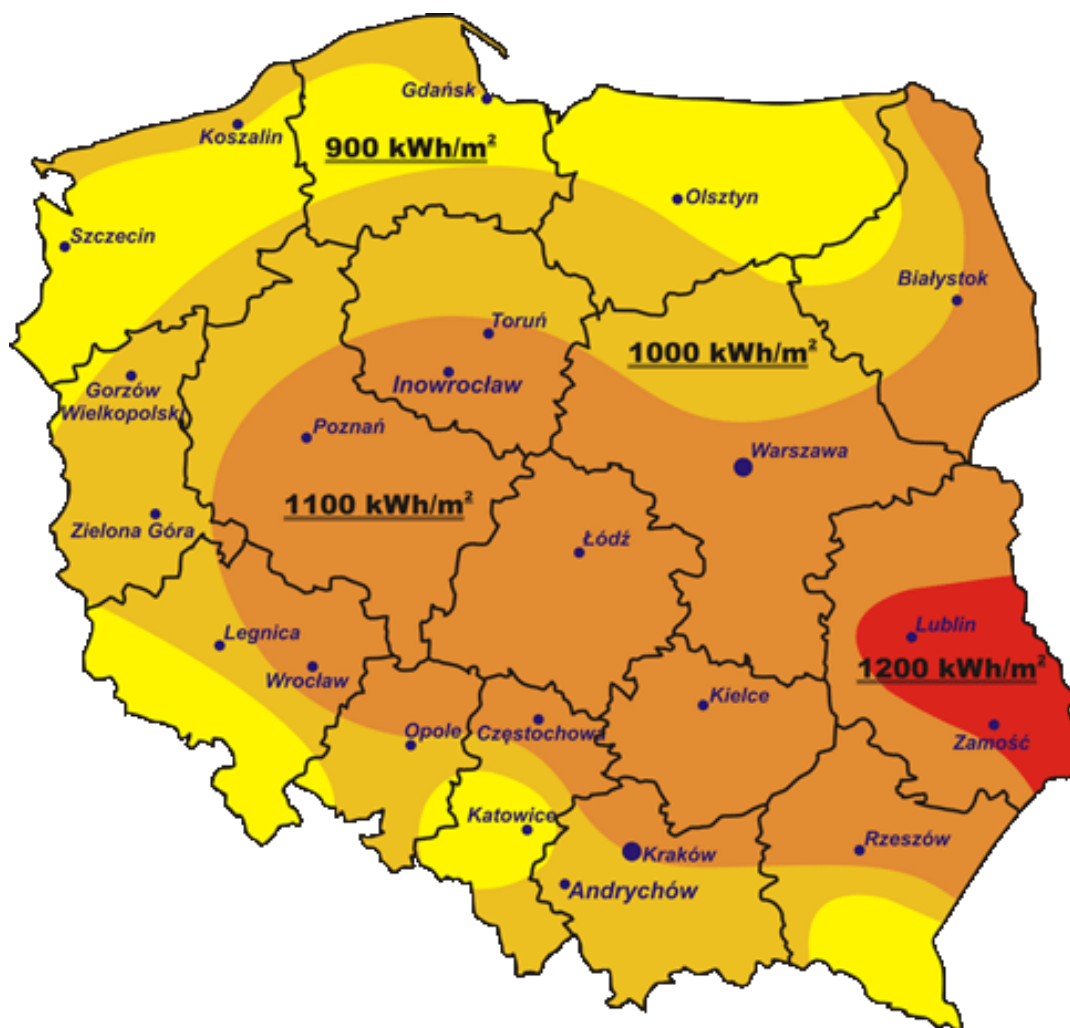 Gdańsk
Koszalin
900 kWh/m²
Olsztyn
Szczecin
Białystok
Toruń
1000 kWh/m²
Inowrocław
Gorzów
Wielkopolski
Poznań
Warszawa
1100 kWh/m²
Zielona Góra
Łódź
Legnica
Lublin
Wrocław
1200 kWh/m²
Kielce
Opole
Częstochowa
Zamość
Katowice
Rzeszów
Kraków
Andrychów